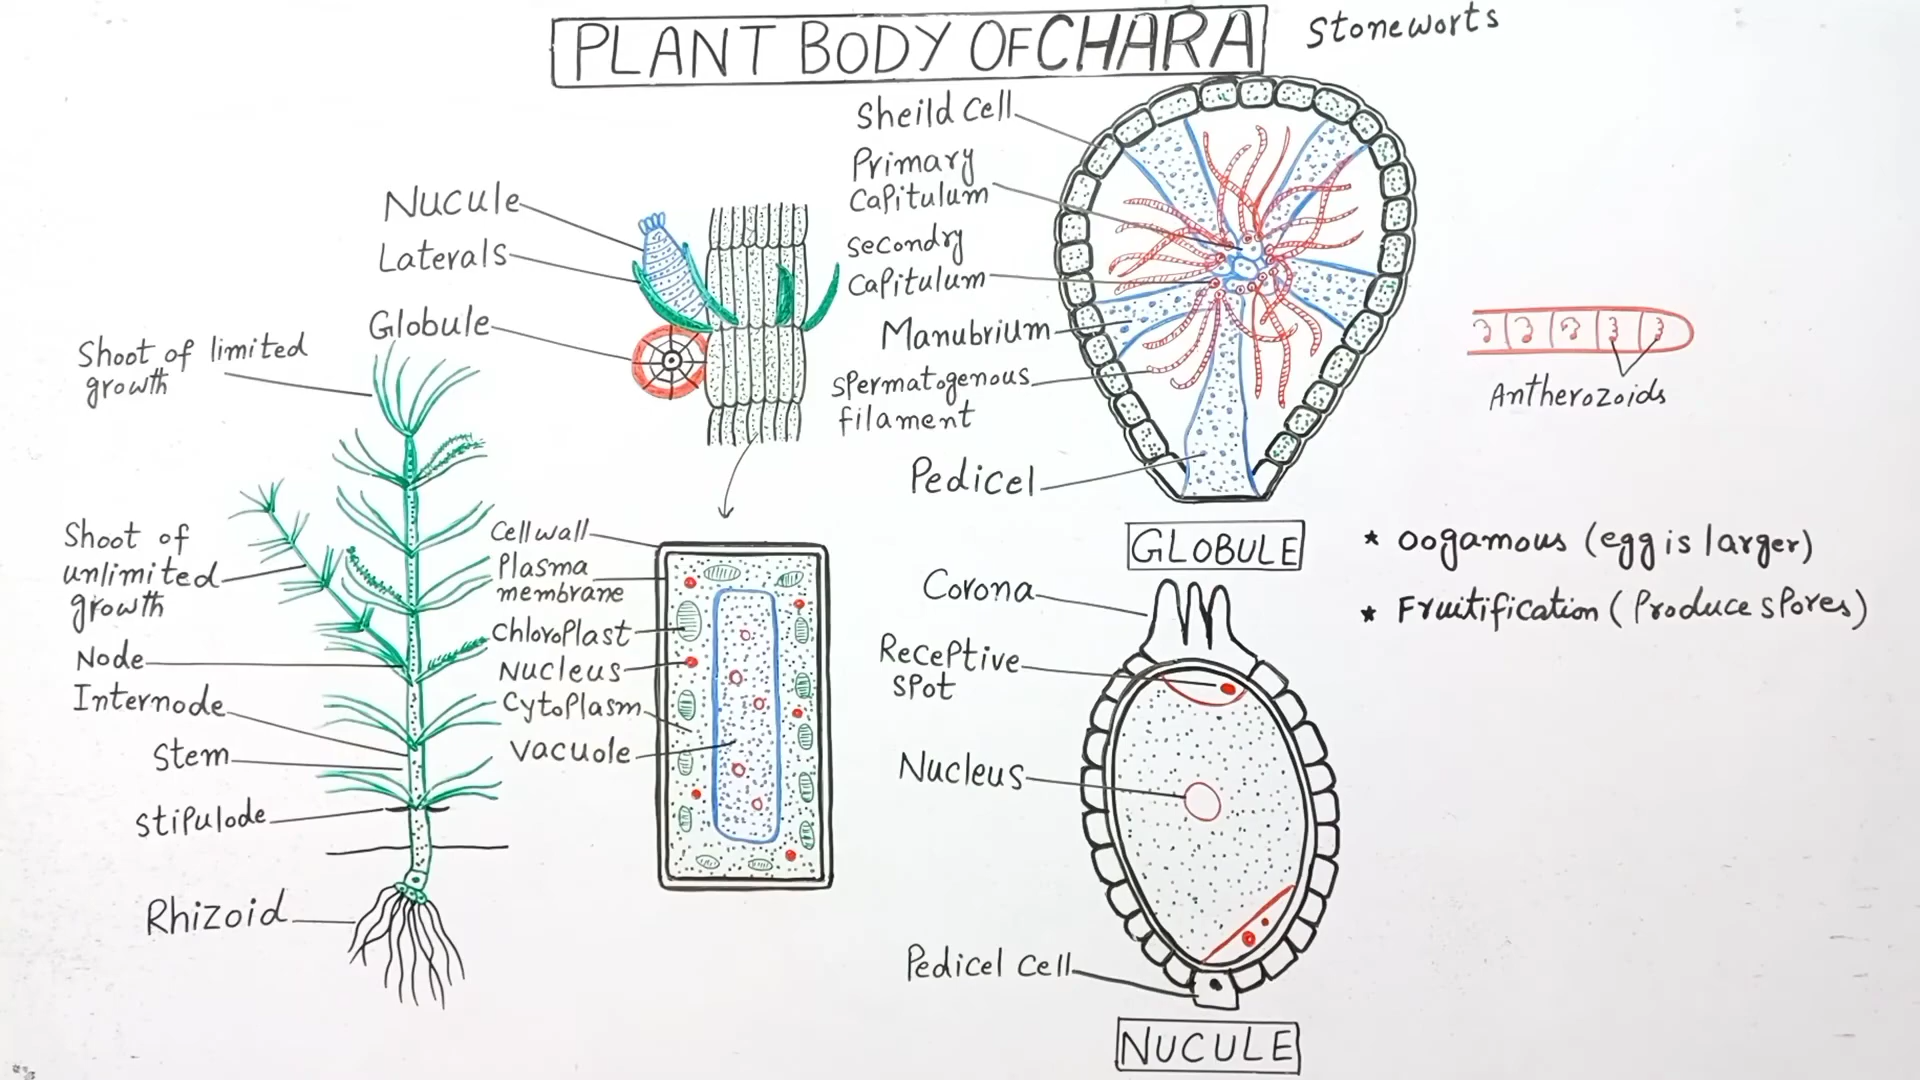 PLANT BODY OF CHARA
Stoneworts
Nucule
Laterals
Globule
Shoot of limited
growth
Shoot of
unlimited
growth
Node
Internode
Stem
Stipulode
Rhizoid
Cell wall
Plasma
membrane
Chloroplast
Nucleus
Cytoplasm
Vacuole
Sheild Cell
Primary
Capitulum
Secondry
Capitulum
Manubrium
Spermatogenous
filament
Pedicel
GLOBULE
Antherozoids
* Oogamous (egg is larger)
* Fruitification (Produce spores)
Corona
Receptive
Spot
Nucleus
Pedicel Cell
NUCULE